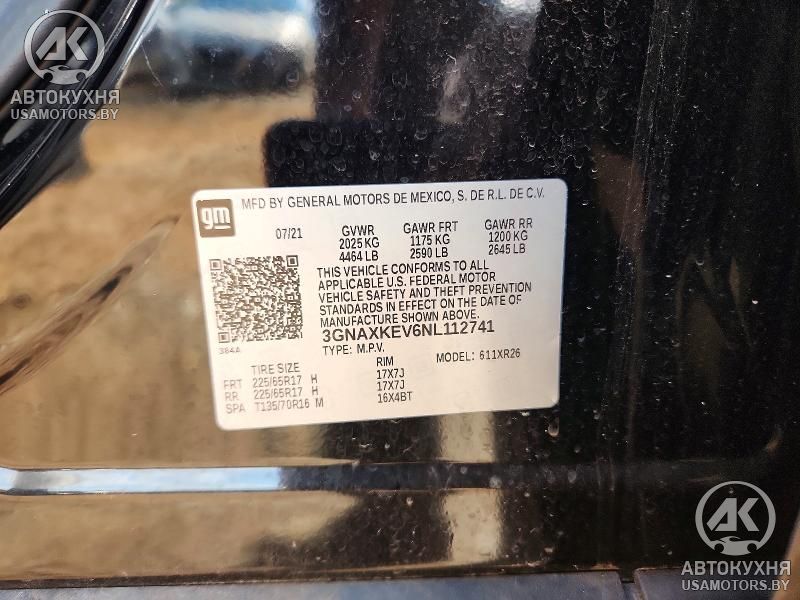 AK
АВТОКУХНЯ
USAMOTORS.BY
gm
MFD BY GENERAL MOTORS DE MEXICO, S. DE R.L. DE C.V.
07/21 GVWR GAWR FRT GAWR RR
2025 KG 1175 KG 1200 KG
4464 LB 2590 LB 2645 LB
THIS VEHICLE CONFORMS TO ALL
APPLICABLE U.S. FEDERAL MOTOR
VEHICLE SAFETY AND THEFT PREVENTION
STANDARDS IN EFFECT ON THE DATE OF
MANUFACTURE SHOWN ABOVE.
3GNAXKEV6NL112741
384A
TYPE: M.P.V. MODEL: 611XR26
TIRE SIZE RIM
FRT 225/65R17 H 17X7J
RR 225/65R17 H 17X7J
SPA T135/70R16 M 16X4BT
AK
АВТОКУХНЯ
USAMOTORS.BY